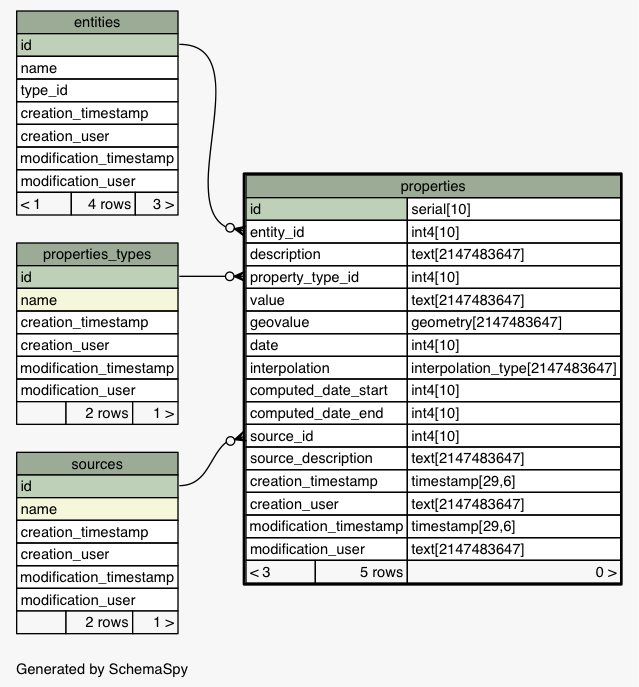 entities
id
name
type_id
creation_timestamp
creation_user
modification_timestamp
modification_user
< 1 4 rows 3 >
properties_types
id
name
creation_timestamp
creation_user
modification_timestamp
modification_user
2 rows 1 >
sources
id
name
creation_timestamp
creation_user
modification_timestamp
modification_user
2 rows 1 >
properties
id serial[10]
entity_id int4[10]
description text[2147483647]
property_type_id int4[10]
value text[2147483647]
geovalue geometry[2147483647]
date int4[10]
interpolation interpolation_type[2147483647]
computed_date_start int4[10]
computed_date_end int4[10]
source_id int4[10]
source_description text[2147483647]
creation_timestamp timestamp[29,6]
creation_user text[2147483647]
modification_timestamp timestamp[29,6]
modification_user text[2147483647]
< 3 5 rows 0 >
Generated by SchemaSpy